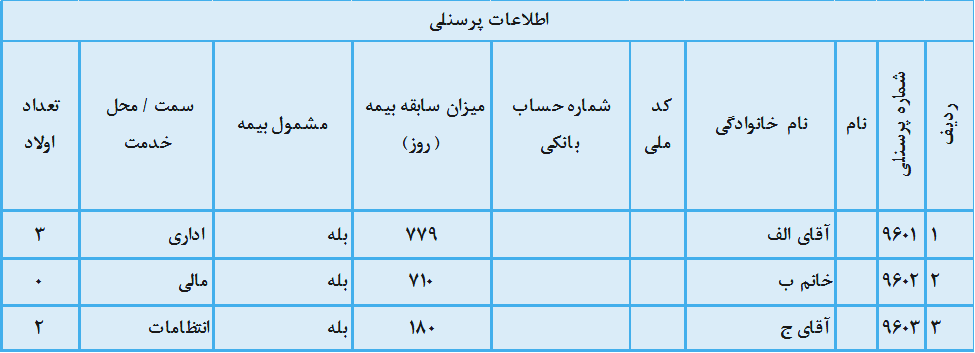 اطلاعات پرسنلی
ردیف
شماره پرسنلی
نام
نام خانوادگی
کد
ملی
شماره حساب
بانکی
میزان سابقه بیمه
(روز)
مشمول بیمه
سمت / محل
خدمت
تعداد
اولاد
۱ ۹۶۰۱ آقای الف ۷۷۹ بله اداری ۳
۲ ۹۶۰۲ خانم ب ۷۱۰ بله مالی ۰
۳ ۹۶۰۳ آقای ج ۱۸۰ بله انتظامات ۲